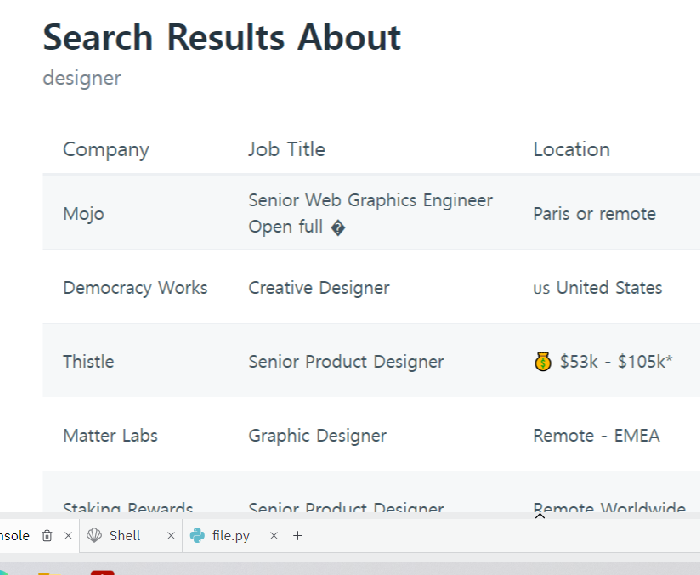 Search Results About
designer
Company Job Title Location
Mojo Senior Web Graphics Engineer Open full � Paris or remote
Democracy Works Creative Designer us United States
Thistle Senior Product Designer 💰 $53k - $105k*
Matter Labs Graphic Designer Remote - EMEA
Staking Rewards Senior Product Designer Remote Worldwide
nsole × Shell × file.py × +